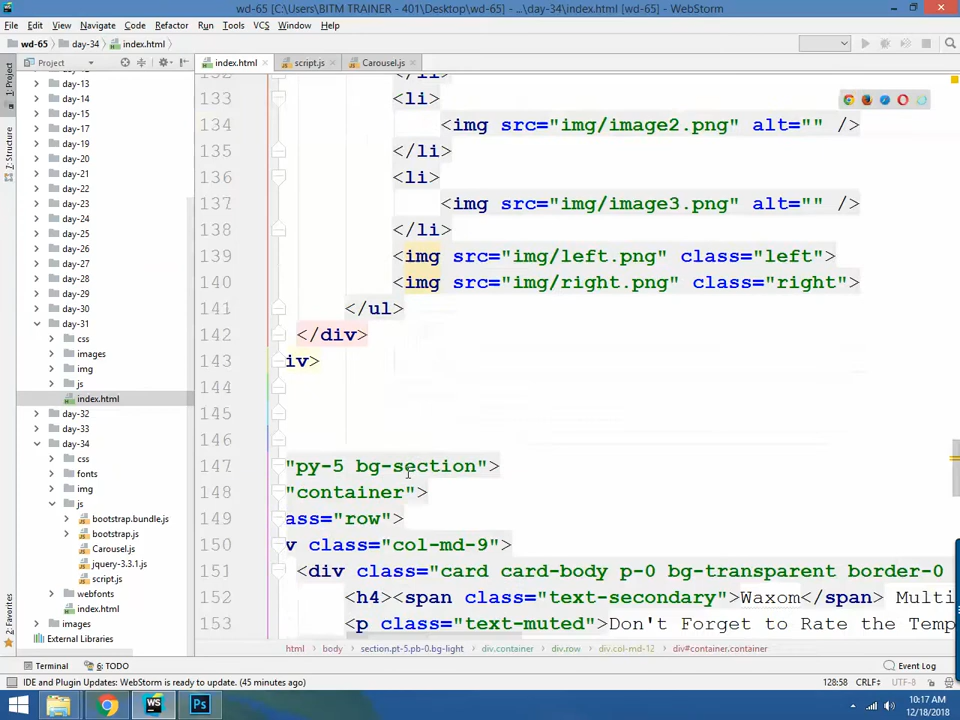 wd-65 [C:\Users\BITM TRAINER - 401\Desktop\wd-65] - ...\day-34\index.html [wd-65] - WebStorm
File Edit View Navigate Code Refactor Run Tools VCS Window Help
wd-65 day-34 index.html
Project
index.html script.js Carousel.js
1: Project
7: Structure
2: Favorites
day-13
day-14
day-15
day-17
day-19
day-20
day-21
day-22
day-23
day-24
day-25
day-26
day-27
day-28
day-29
day-30
day-31
css
images
img
js
index.html
day-32
day-33
day-34
css
fonts
img
js
bootstrap.bundle.js
bootstrap.js
Carousel.js
jquery-3.3.1.js
script.js
webfonts
index.html
images
External Libraries
132 </li>
133 <li>
134 <img src="img/image2.png" alt="" />
135 </li>
136 <li>
137 <img src="img/image3.png" alt="" />
138 </li>
139 <img src="img/left.png" class="left">
140 <img src="img/right.png" class="right">
141 </ul>
142 </div>
143 iv>
144
145
146
147 "py-5 bg-section">
148 "container">
149 ass="row">
150 v class="col-md-9">
151 <div class="card card-body p-0 bg-transparent border-0
152 <h4><span class="text-secondary">Waxom</span> Multi
153 <p class="text-muted">Don't Forget to Rate the Temp
html body section.pt-5.pb-0.bg-light div.container div.row div.col-md-12 div#container.container
Terminal 6: TODO Event Log
IDE and Plugin Updates: WebStorm is ready to update. (45 minutes ago) 128:58 CRLF÷ UTF-8
WS Ps
10:17 AM
12/18/2018